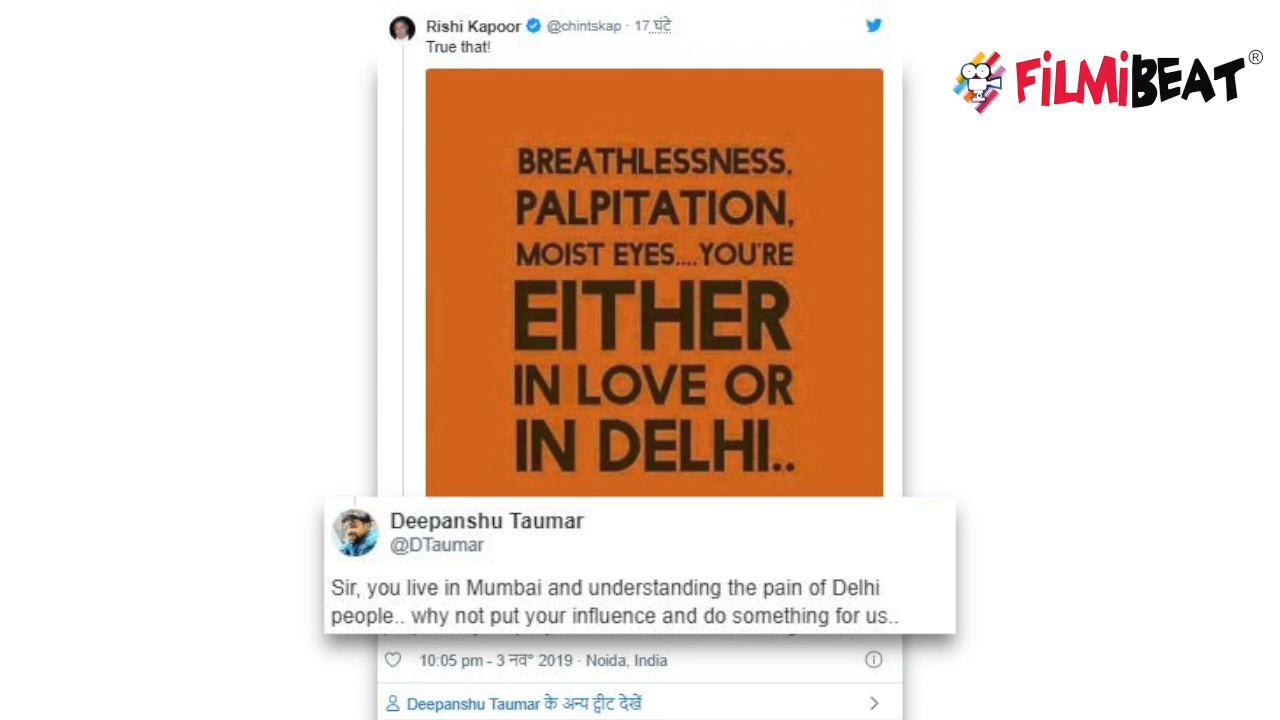 Rishi Kapoor @chintskap · 17 घंटे
True that!
FiLMiBEAT®
BREATHLESSNESS,
PALPITATION,
MOIST EYES....YOU'RE
EITHER
IN LOVE OR
IN DELHI..
Deepanshu Taumar
@DTaumar
Sir, you live in Mumbai and understanding the pain of Delhi
people.. why not put your influence and do something for us..
10:05 pm - 3 नव॰ 2019 · Noida, India
Deepanshu Taumar के अन्य ट्वीट देखें